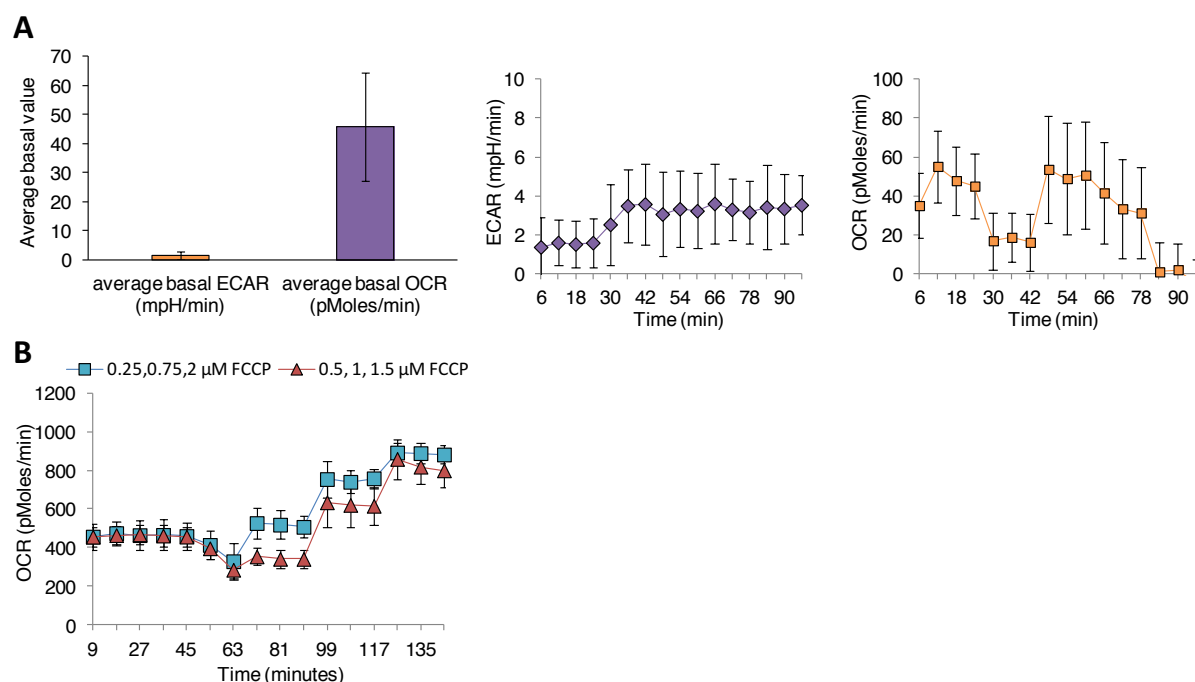 A
Average basal value
70
60
50
40
30
20
10
0
average basal ECAR
(mpH/min)
average basal OCR
(pMoles/min)
ECAR (mpH/min)
10
8
6
4
2
0
6 18 30 42 54 66 78 90
Time (min)
OCR (pMoles/min)
100
80
60
40
20
0
6 18 30 42 54 66 78 90
Time (min)
B
0.25,0.75,2 µM FCCP 0.5, 1, 1.5 µM FCCP
OCR (pMoles/min)
1200
1000
800
600
400
200
0
9 27 45 63 81 99 117 135
Time (minutes)